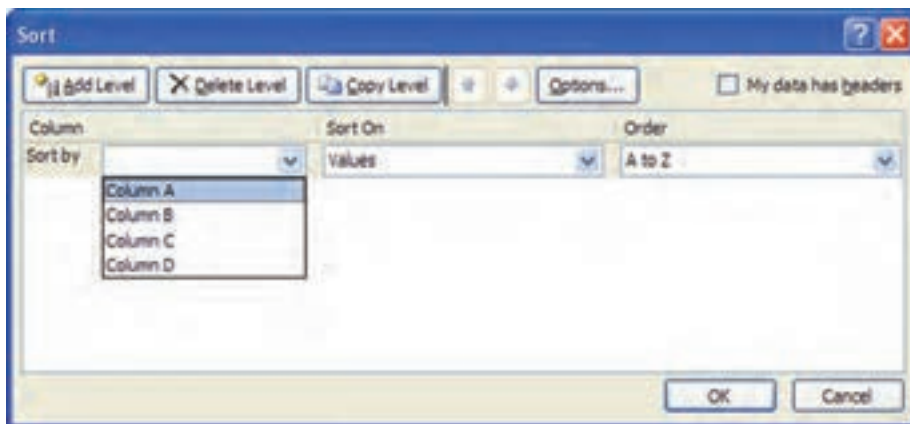 Sort
Add Level Delete Level Copy Level Options... My data has headers
Column Sort On Order
Sort by Values A to Z
Column A
Column B
Column C
Column D
OK Cancel